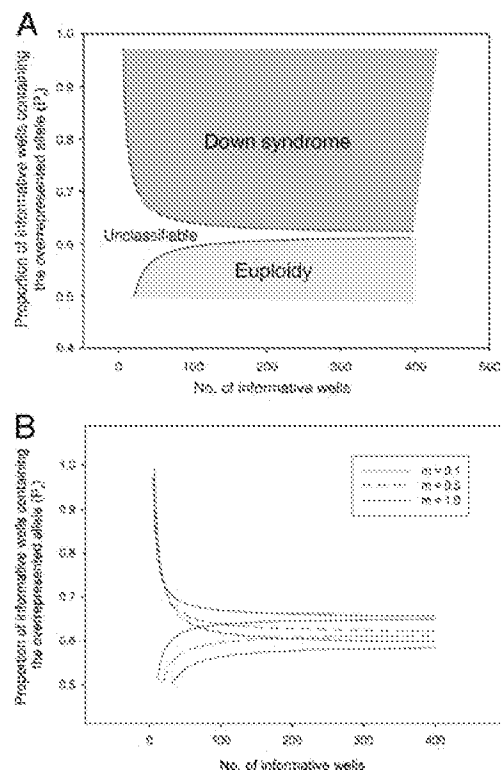 A
Proportion of informative wells containing
the overrepresented allele (Pr)
1.0
0.9
0.8
0.7
0.6
0.5
0.4
Down syndrome
Unclassifiable
Euploidy
0
100
200
300
400
500
No. of informative wells
B
Proportion of informative wells containing
the overrepresented allele (Pr)
1.0
0.9
0.8
0.7
0.6
0.5
m = 0.1
m = 0.5
m = 1.0
0
100
200
300
400
No. of informative wells